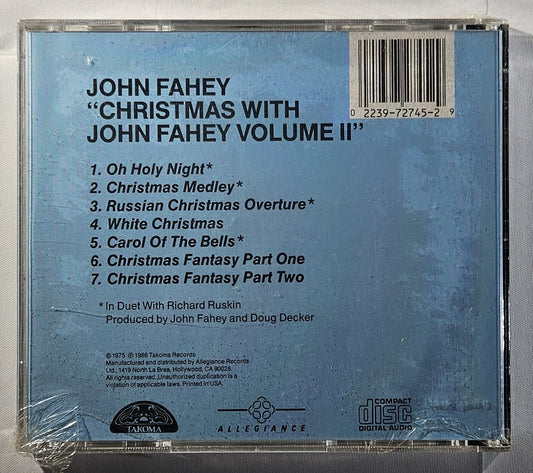 JOHN FAHEY
"CHRISTMAS WITH
JOHN FAHEY VOLUME II"
0 2239-72745-2 9
1. Oh Holy Night*
2. Christmas Medley*
3. Russian Christmas Overture*
4. White Christmas
5. Carol Of The Bells*
6. Christmas Fantasy Part One
7. Christmas Fantasy Part Two
* In Duet With Richard Ruskin
Produced by John Fahey and Doug Decker
© 1975 ℗ 1986 Takoma Records
Manufactured and distributed by Allegiance Records
Ltd., 1419 North La Brea, Hollywood, CA 90028.
All rights reserved. Unauthorized duplication is a
violation of applicable laws. Printed in USA.
TAKOMA
ALLEGIANCE
COMPACT
disc
DIGITAL AUDIO